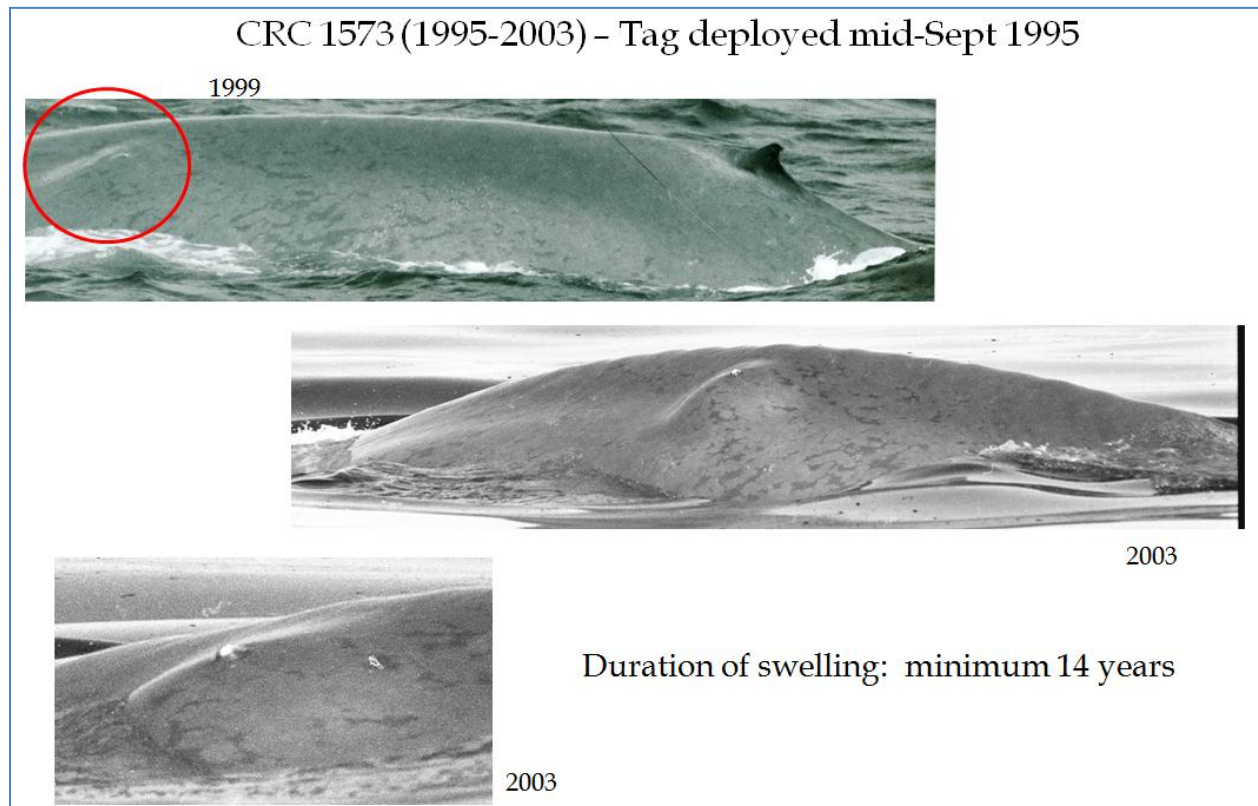 CRC 1573 (1995-2003) – Tag deployed mid-Sept 1995
1999
2003
Duration of swelling:  minimum 14 years
2003